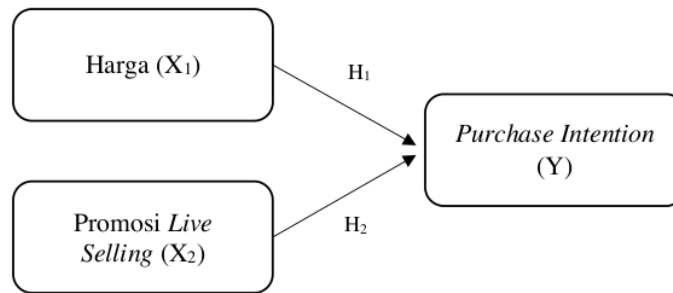 Harga (X₁)
H₁
Purchase Intention
(Y)
Promosi Live
Selling (X₂)
H₂